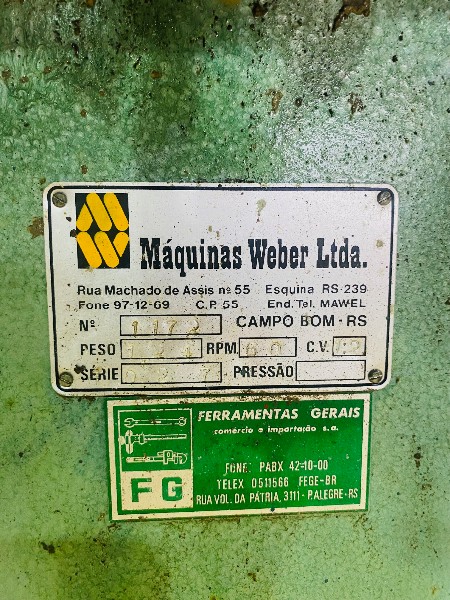 Máquinas Weber Ltda.
Rua Machado de Assis nº 55 Esquina RS-239
Fone 97-12-69 C.P. 55 End. Tel. MAWEL
Nº CAMPO BOM - RS
PESO RPM 60 C.V.
SÉRIE PRESSÃO
FERRAMENTAS GERAIS
comércio e importação s.a.
FONE: PABX 42-10-00
TELEX 0511566 FEGE-BR
FG
RUA VOL. DA PÁTRIA, 3111 - P.ALEGRE-RS